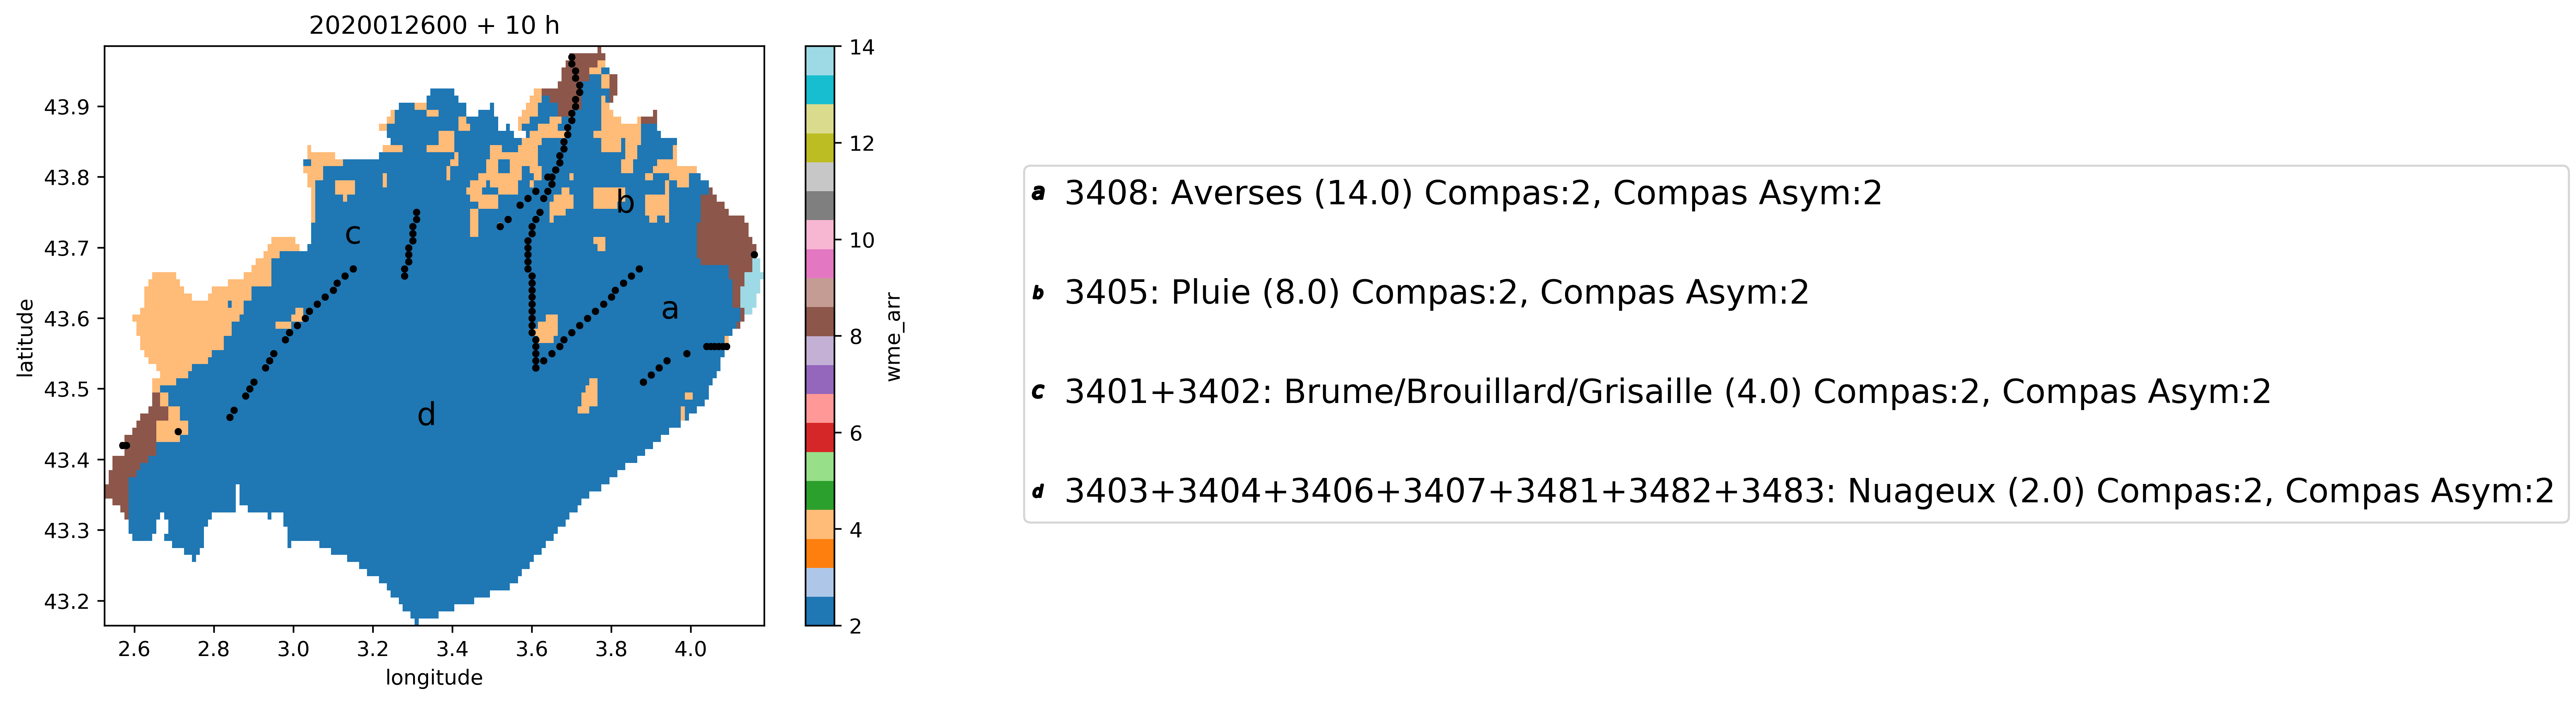 2020012600 + 10 h
43.9
43.8
43.7
43.6
43.5
43.4
43.3
43.2
latitude
2.6 2.8 3.0 3.2 3.4 3.6 3.8 4.0
longitude
b
c
a
d
14
12
10
8
6
4
2
wme_arr
a 3408: Averses (14.0) Compas:2, Compas Asym:2
b 3405: Pluie (8.0) Compas:2, Compas Asym:2
c 3401+3402: Brume/Brouillard/Grisaille (4.0) Compas:2, Compas Asym:2
d 3403+3404+3406+3407+3481+3482+3483: Nuageux (2.0) Compas:2, Compas Asym:2